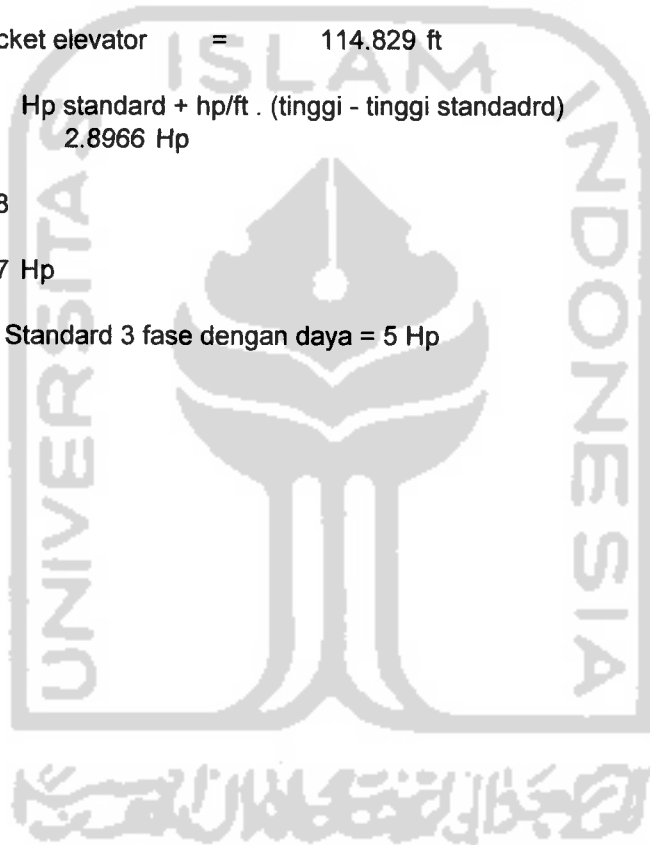 cket elevator = 114.829 ft
Hp standard + hp/ft . (tinggi - tinggi standadrd)
2.8966 Hp
3
7 Hp
Standard 3 fase dengan daya = 5 Hp
UNIVERSITAS
ISLAM
INDONESIA